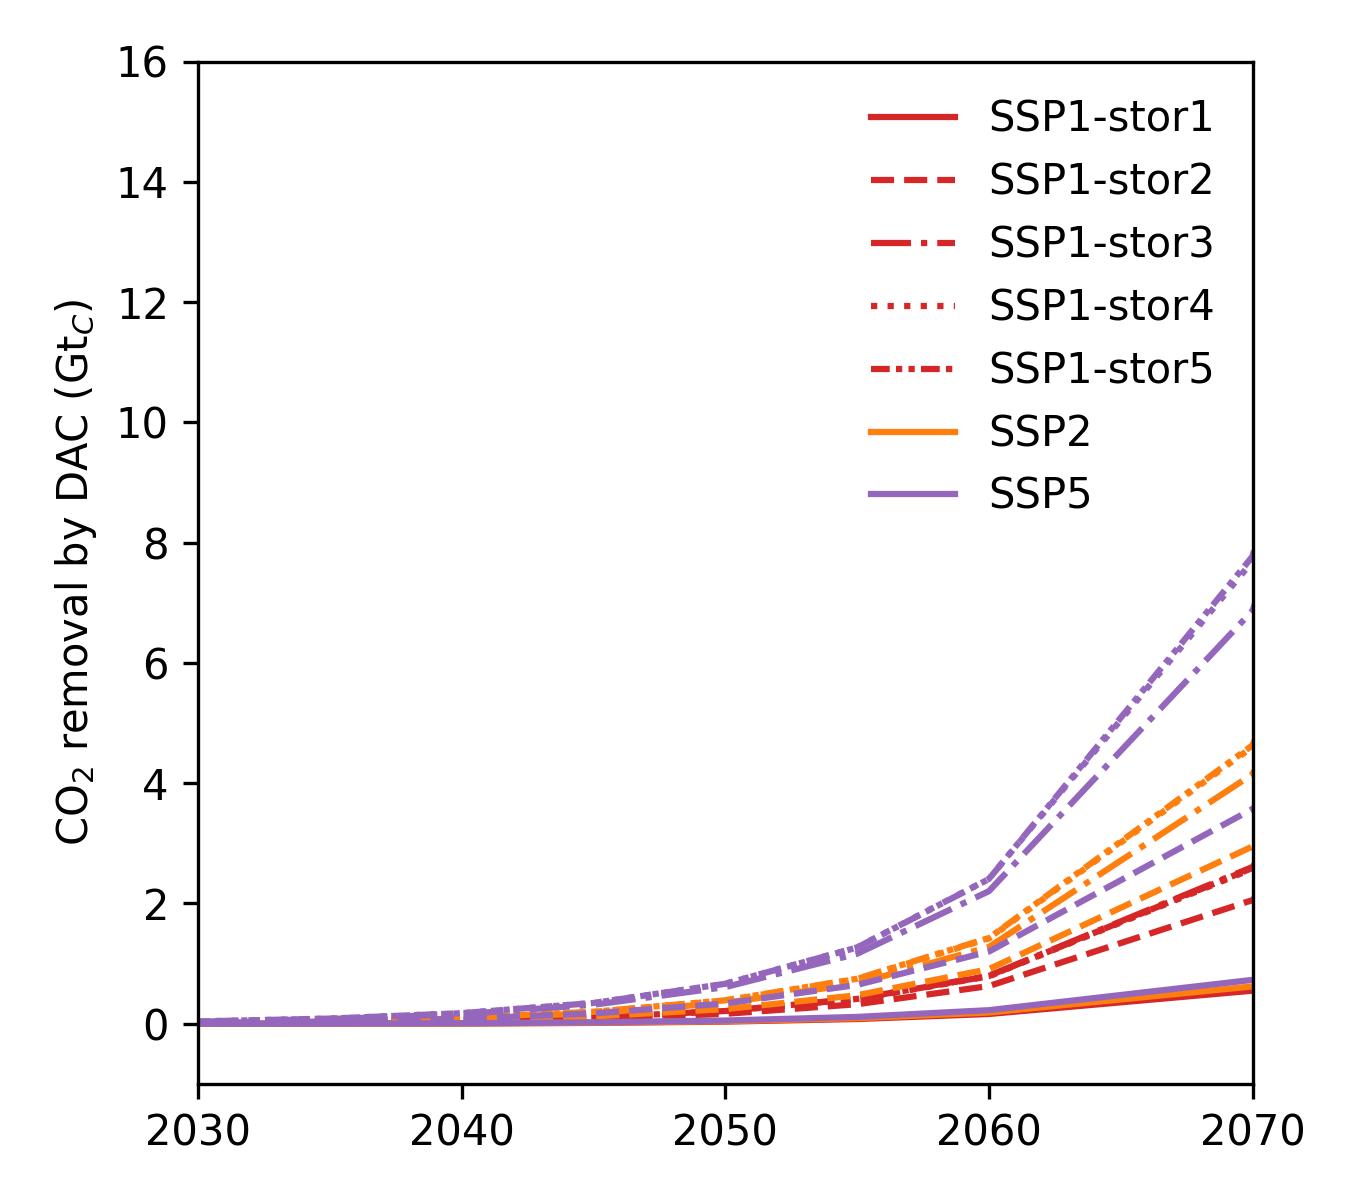 CO₂ removal by DAC (Gt_C)
16
14
12
10
8
6
4
2
0
2030 2040 2050 2060 2070
SSP1-stor1
SSP1-stor2
SSP1-stor3
SSP1-stor4
SSP1-stor5
SSP2
SSP5